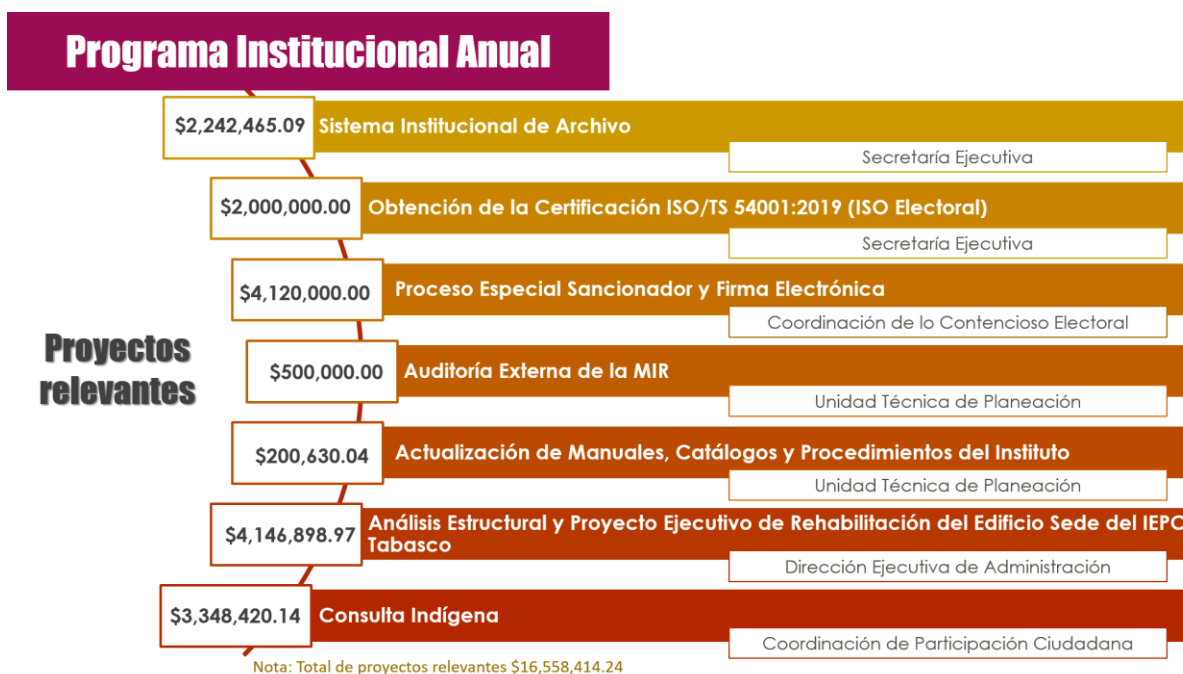 Programa Institucional Anual
$2,242,465.09 Sistema Institucional de Archivo
Secretaría Ejecutiva
$2,000,000.00 Obtención de la Certificación ISO/TS 54001:2019 (ISO Electoral)
Secretaría Ejecutiva
$4,120,000.00 Proceso Especial Sancionador y Firma Electrónica
Coordinación de lo Contencioso Electoral
Proyectos
relevantes
$500,000.00 Auditoría Externa de la MIR
Unidad Técnica de Planeación
$200,630.04 Actualización de Manuales, Catálogos y Procedimientos del Instituto
Unidad Técnica de Planeación
$4,146,898.97 Análisis Estructural y Proyecto Ejecutivo de Rehabilitación del Edificio Sede del IEPC
Tabasco
Dirección Ejecutiva de Administración
$3,348,420.14 Consulta Indígena
Coordinación de Participación Ciudadana
Nota: Total de proyectos relevantes $16,558,414.24